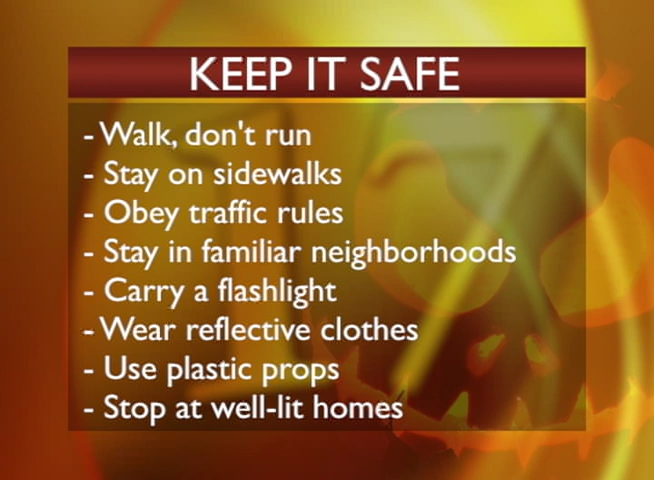 KEEP IT SAFE
- Walk, don't run
- Stay on sidewalks
- Obey traffic rules
- Stay in familiar neighborhoods
- Carry a flashlight
- Wear reflective clothes
- Use plastic props
- Stop at well-lit homes